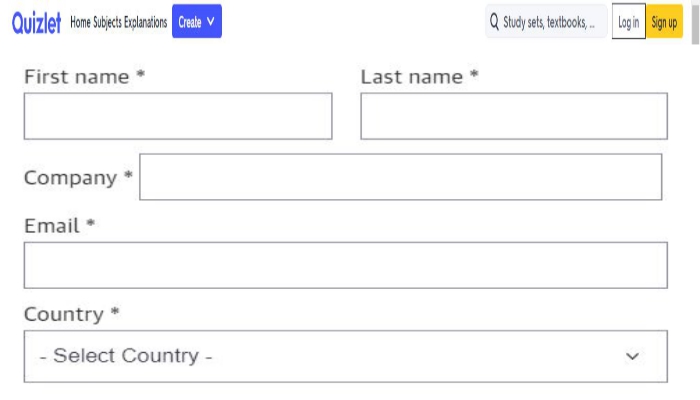 Quizlet Home Subjects Explanations Create Study sets, textbooks, ... Log in Sign up
First name * Last name *
Company *
Email *
Country *
- Select Country -